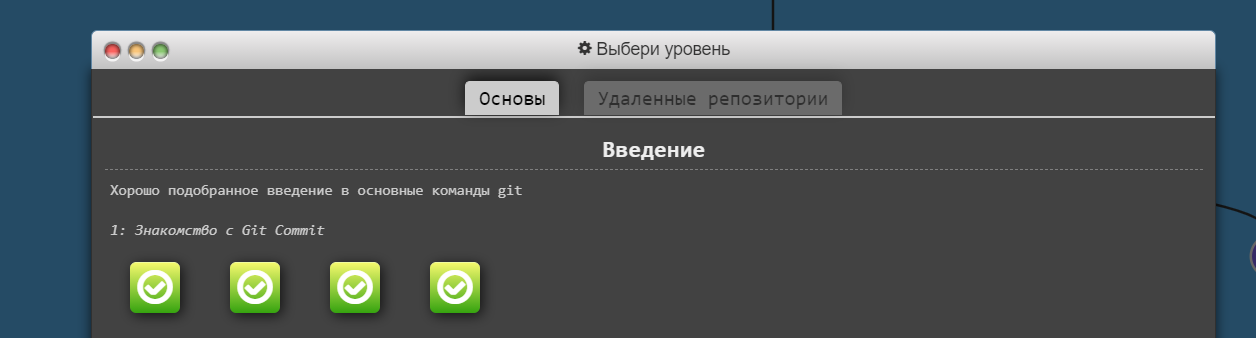 Выбери уровень
Основы Удаленные репозитории
Введение
Хорошо подобранное введение в основные команды git
1: Знакомство с Git Commit